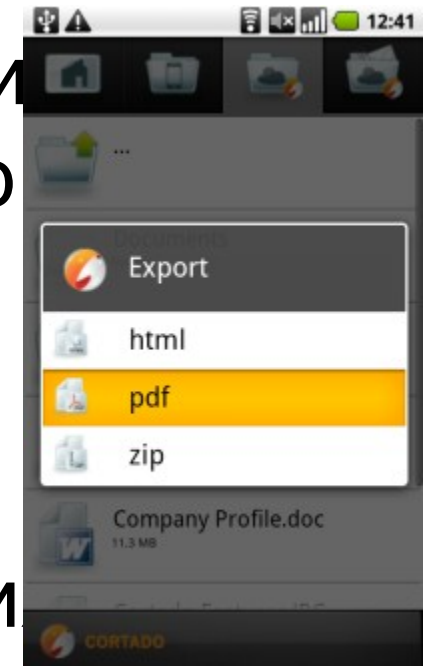 12:41
и
...
о
Documents
Export
html
pdf
zip
Company Profile.doc
11.3 MB
и
CORTADO